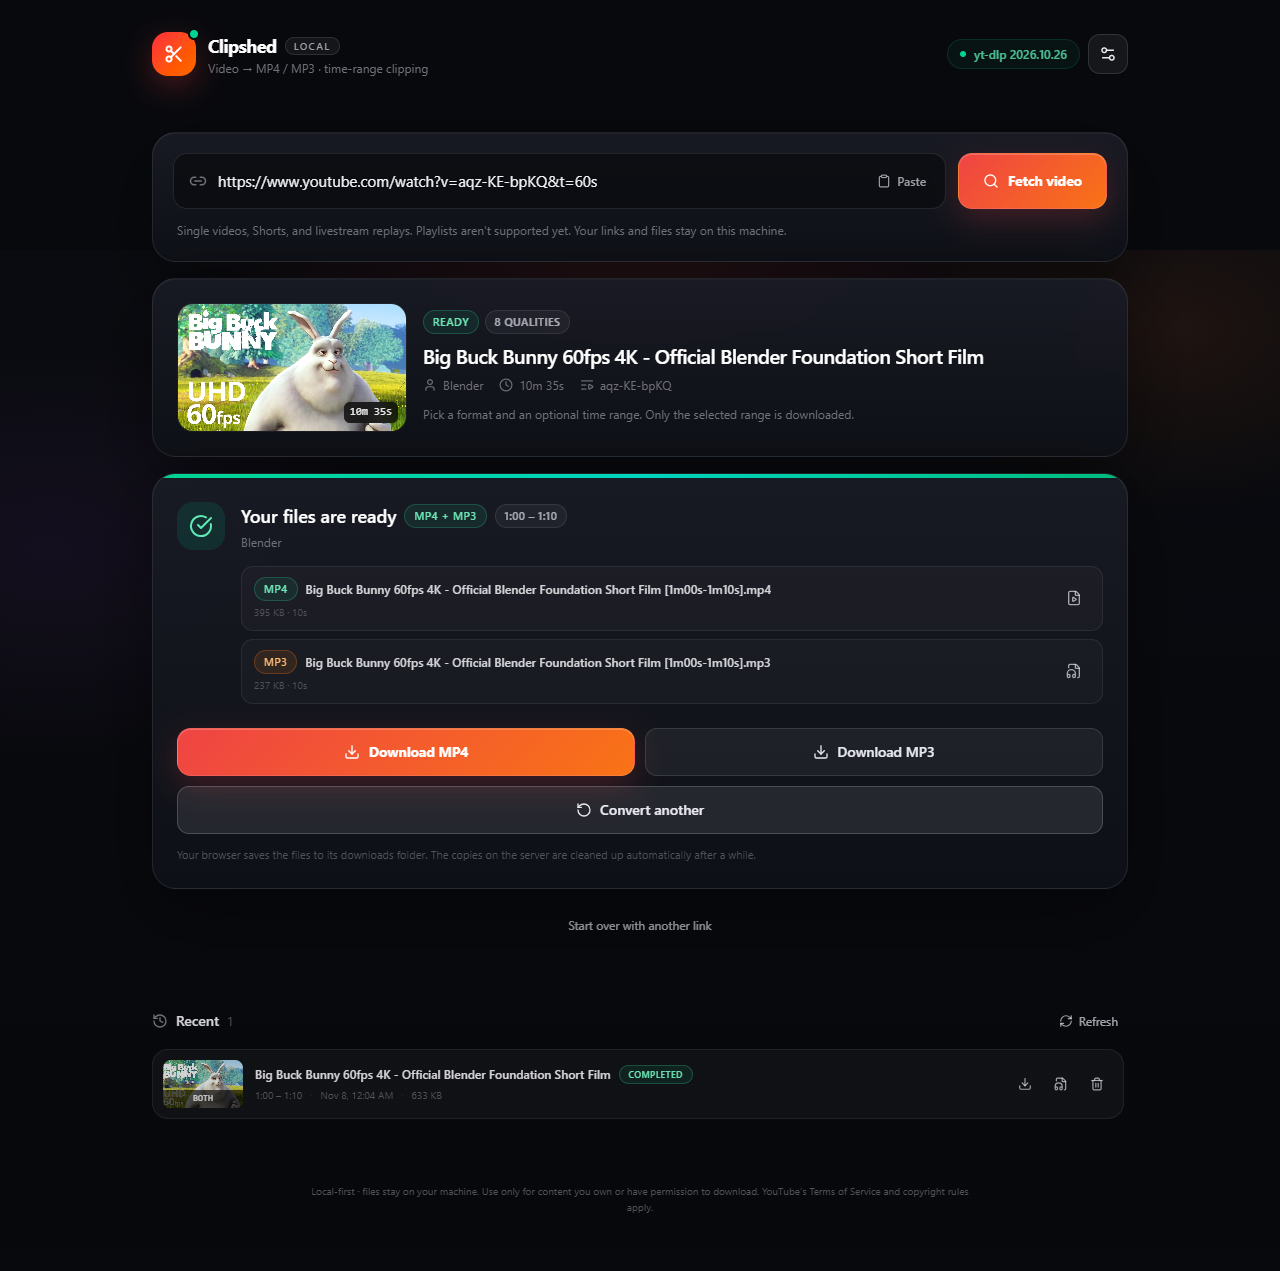 Clipshed LOCAL
Video → MP4 / MP3 · time-range clipping
yt-dlp 2026.10.26
https://www.youtube.com/watch?v=aqz-KE-bpKQ&t=60s
Paste
Fetch video
Single videos, Shorts, and livestream replays. Playlists aren't supported yet. Your links and files stay on this machine.
Big Buck
BUNNY
UHD
60fps
10m 35s
READY 8 QUALITIES
Big Buck Bunny 60fps 4K - Official Blender Foundation Short Film
Blender 10m 35s aqz-KE-bpKQ
Pick a format and an optional time range. Only the selected range is downloaded.
Your files are ready MP4 + MP3 1:00 – 1:10
Blender
MP4 Big Buck Bunny 60fps 4K - Official Blender Foundation Short Film [1m00s-1m10s].mp4
395 KB · 10s
MP3 Big Buck Bunny 60fps 4K - Official Blender Foundation Short Film [1m00s-1m10s].mp3
237 KB · 10s
Download MP4
Download MP3
Convert another
Your browser saves the files to its downloads folder. The copies on the server are cleaned up automatically after a while.
Start over with another link
Recent 1
Refresh
Big Buck
BUNNY
UHD
60fps
BOTH
Big Buck Bunny 60fps 4K - Official Blender Foundation Short Film COMPLETED
1:00 – 1:10 · Nov 8, 12:04 AM · 633 KB
Local-first · files stay on your machine. Use only for content you own or have permission to download. YouTube's Terms of Service and copyright rules
apply.